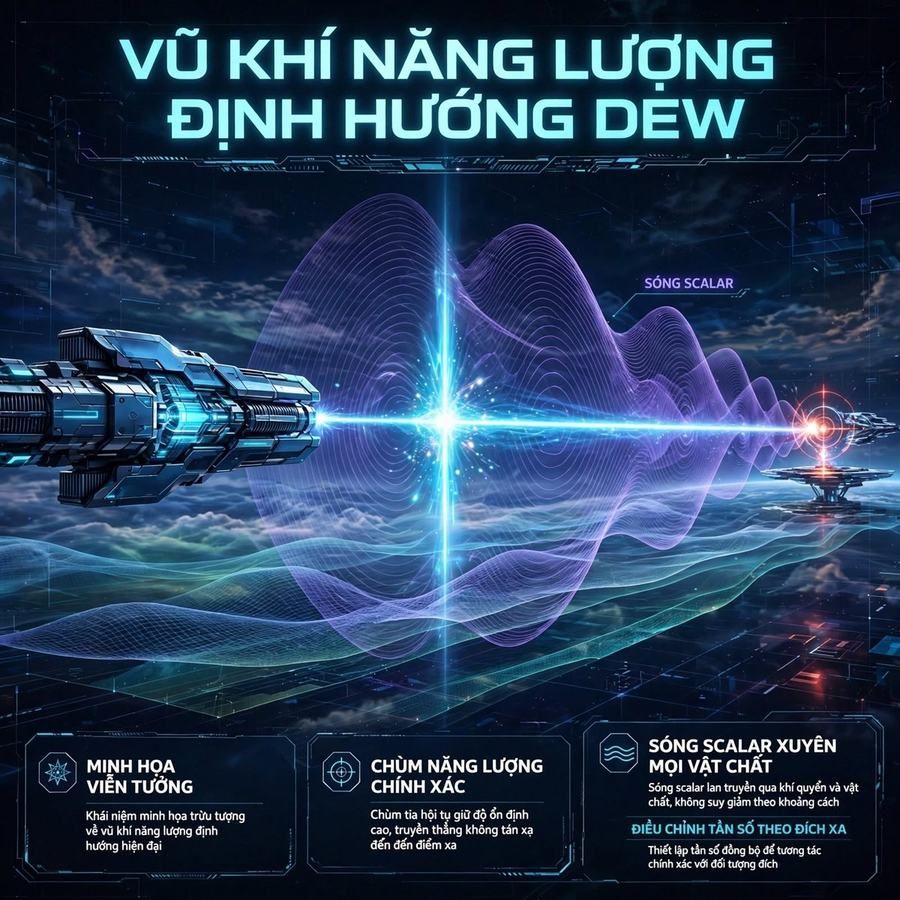 VŨ KHÍ NĂNG LƯỢNG
ĐỊNH HƯỚNG DEW
SÓNG SCALAR
MINH HỌA
VIỄN TƯỞNG
Khái niệm minh họa trừu tượng
về vũ khí năng lượng định
hướng hiện đại
CHÙM NĂNG LƯỢNG
CHÍNH XÁC
Chùm tia hội tụ giữ độ ổn định
cao, truyền thẳng không tán xạ
đến đến điểm xa
SÓNG SCALAR XUYÊN
MỌI VẬT CHẤT
Sóng scalar lan truyền qua khí quyển và vật
chất, không suy giảm theo khoảng cách
ĐIỀU CHỈNH TẦN SỐ THEO ĐÍCH XA
Thiết lập tần số đồng bộ để tương tác
chính xác với đối tượng đích